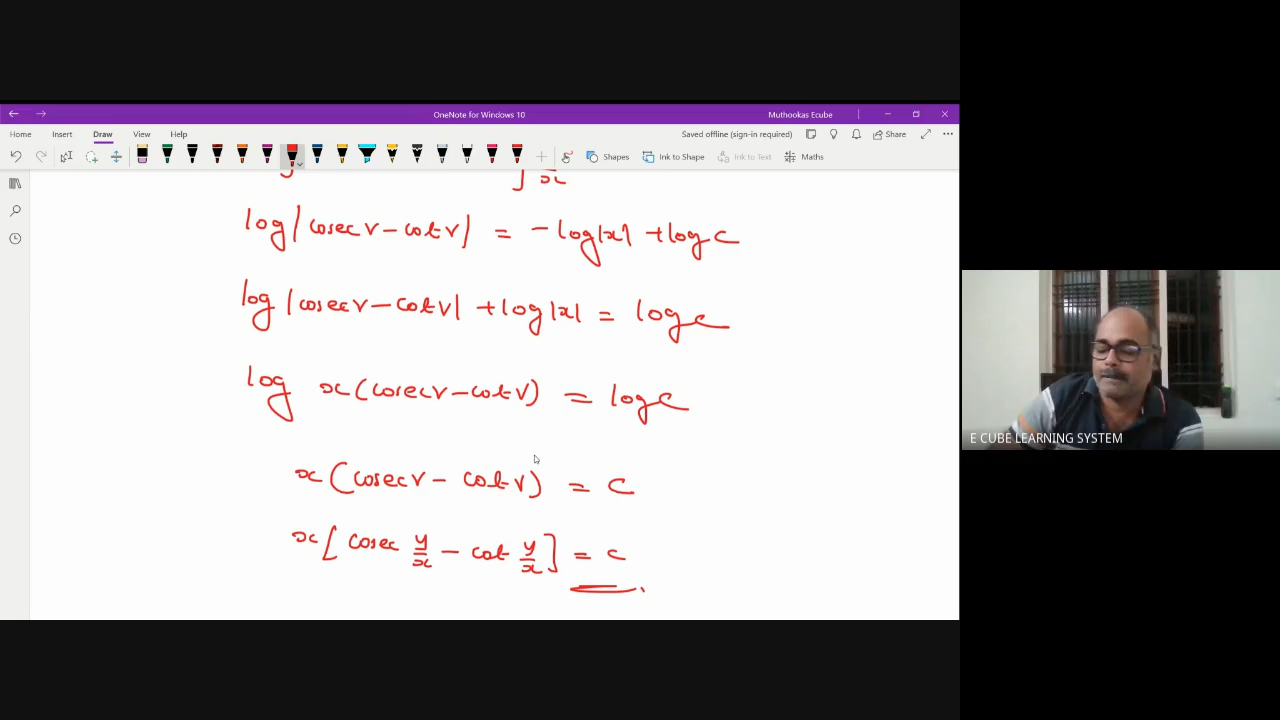 OneNote for Windows 10
Muthookas Ecube
Home Insert Draw View Help
Saved offline (sign-in required) Share
Shapes Ink to Shape Ink to Text Maths
∫ x
log|cosec v - cot v| = -log|x| + log c
log|cosec v - cot v| + log|x| = log c
log x(cosec v - cot v) = log c
x(cosec v - cot v) = c
x[cosec y/x - cot y/x] = c
E CUBE LEARNING SYSTEM